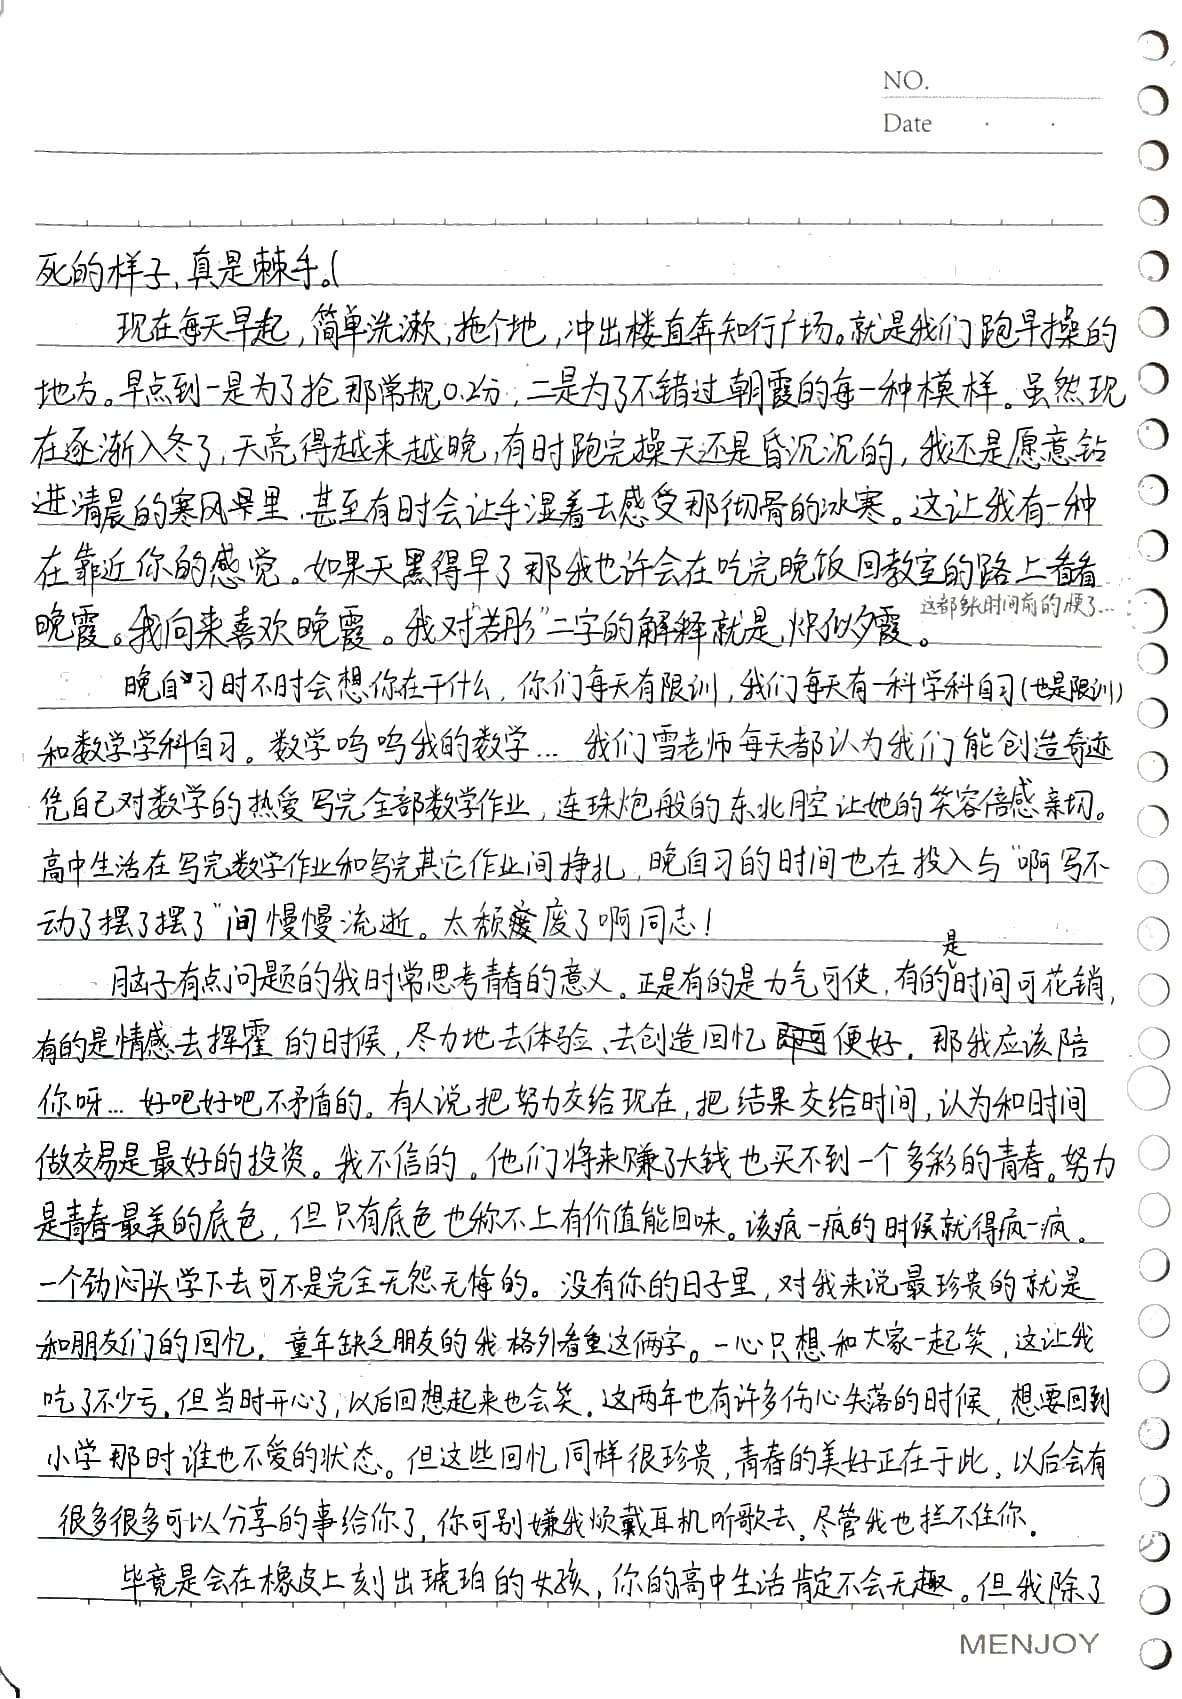 NO.
Date
死的样子,真是棘手。(
现在每天早起,简单洗漱,拖个地,冲出楼直奔知行广场。就是我们跑早操的
地方。早点到一是为了抢那常规0.2分,二是为了不错过朝霞的每一种模样。虽然现
在逐渐入冬了,天亮得越来越晚,有时跑完操天还是昏沉沉的,我还是愿意钻
进清晨的寒风里,甚至有时会让手湿着去感受那彻骨的冰寒。这让我有一种
在靠近你的感觉。如果天黑得早了那我也许会在吃完晚饭回教室的路上看看
这都
时间前的
了...
晚霞。我向来喜欢晚霞。我对"若彤"二字的解释就是,炽似夕霞。
晚自习时不时会想你在干什么,你们每天有限训,我们每天有一科学科自习(也是限训)
和数学学科自习。数学呜呜我的数学... 我们雪老师每天都认为我们能创造奇迹
凭自己对数学的热爱写完全部数学作业,连珠炮般的东北腔让她的笑容倍感亲切。
高中生活在写完数学作业和写完其它作业间挣扎,晚自习的时间也在投入与"啊写不
动了摆了摆了"间慢慢流逝。太颓废了啊同志!
脑子有点问题的我时常思考青春的意义。正是有的是力气可使,有的是时间可花销,
有的是情感去挥霍的时候,尽力地去体验、去创造回忆便好。那我应该陪
你呀... 好吧好吧不矛盾的。有人说把努力交给现在,把结果交给时间,认为和时间
做交易是最好的投资。我不信的。他们将来赚了大钱也买不到一个多彩的青春。努力
是青春最美的底色,但只有底色也称不上有价值能回味。该疯一疯的时候就得疯一疯。
一个劲闷头学下去可不是完全无怨无悔的。没有你的日子里,对我来说最珍贵的就是
和朋友们的回忆。童年缺乏朋友的我格外看重这俩字。一心只想和大家一起笑,这让我
吃了不少亏。但当时开心了,以后回想起来也会笑。这两年也有许多伤心失落的时候,想要回到
小学那时谁也不爱的状态。但这些回忆同样很珍贵,青春的美好正在于此。以后会有
很多很多可以分享的事给你了,你可别嫌我烦戴耳机听歌去。尽管我也拦不住你.
毕竟是会在橡皮上刻出琥珀的女孩,你的高中生活肯定不会无趣。但我除了
MENJOY